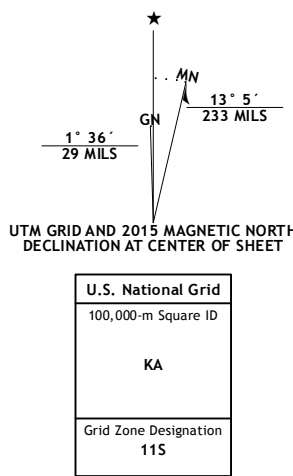 MN
13° 5´
233 MILS
GN
1° 36´
29 MILS
UTM GRID AND 2015 MAGNETIC NORTH
DECLINATION AT CENTER OF SHEET
U.S. National Grid
100,000-m Square ID
KA
Grid Zone Designation
11S